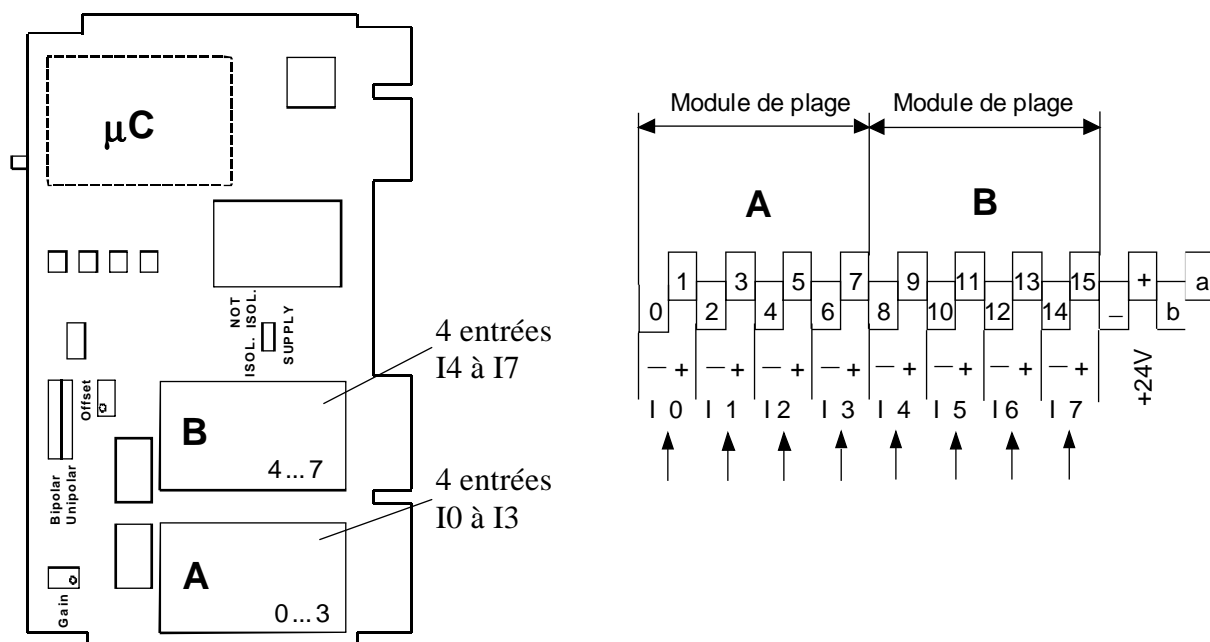 µC
NOT
ISOL. ISOL.
SUPPLY
4 entrées
I4 à I7
Offset
B
4...7
Bipolar
Unipolar
4 entrées
I0 à I3
A
0...3
Gain
Module de plage Module de plage
A B
1 3 5 7 9 11 13 15 + a
0 2 4 6 8 10 12 14 – b
– + – + – + – + – + – + – + – +
I 0 I 1 I 2 I 3 I 4 I 5 I 6 I 7
+24V